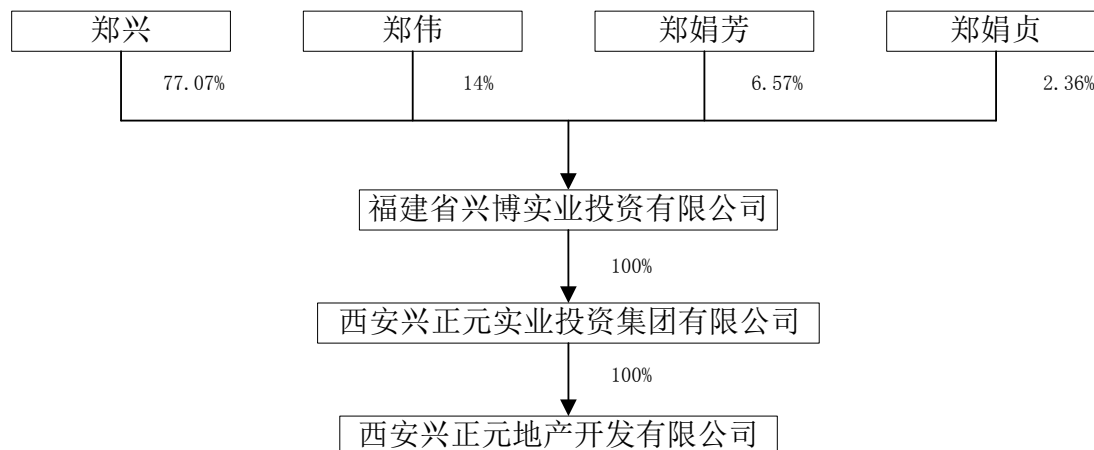 郑兴
郑伟
郑娟芳
郑娟贞
77.07%
14%
6.57%
2.36%
福建省兴博实业投资有限公司
100%
西安兴正元实业投资集团有限公司
100%
西安兴正元地产开发有限公司